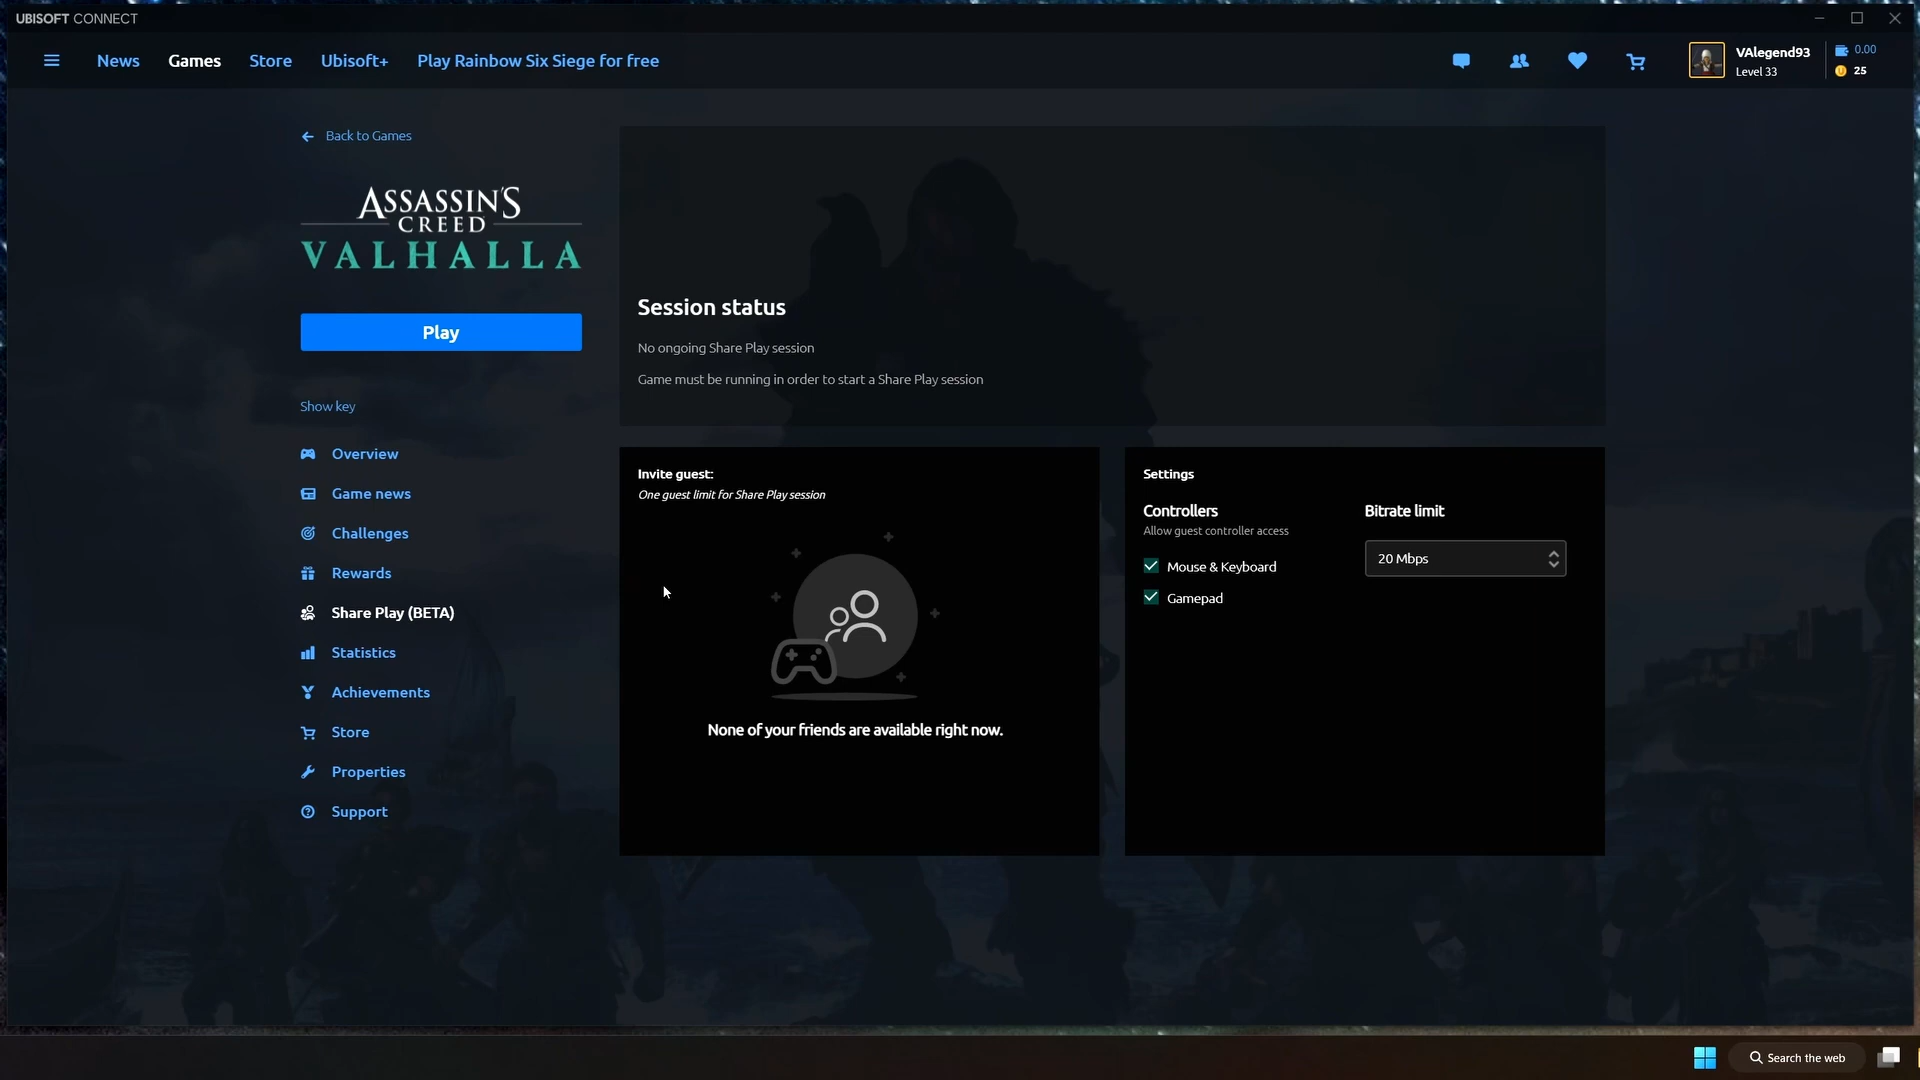 UBISOFT CONNECT
News
Games
Store
Ubisoft+
Play Rainbow Six Siege for free
VAlegend93
Level 33
0.00
25
Back to Games
ASSASSIN'S
CREED
VALHALLA
Play
Show key
Overview
Game news
Challenges
Rewards
Share Play (BETA)
Statistics
Achievements
Store
Properties
Support
Session status
No ongoing Share Play session
Game must be running in order to start a Share Play session
Invite guest:
One guest limit for Share Play session
None of your friends are available right now.
Settings
Controllers
Allow guest controller access
Mouse & Keyboard
Gamepad
Bitrate limit
20 Mbps
Search the web